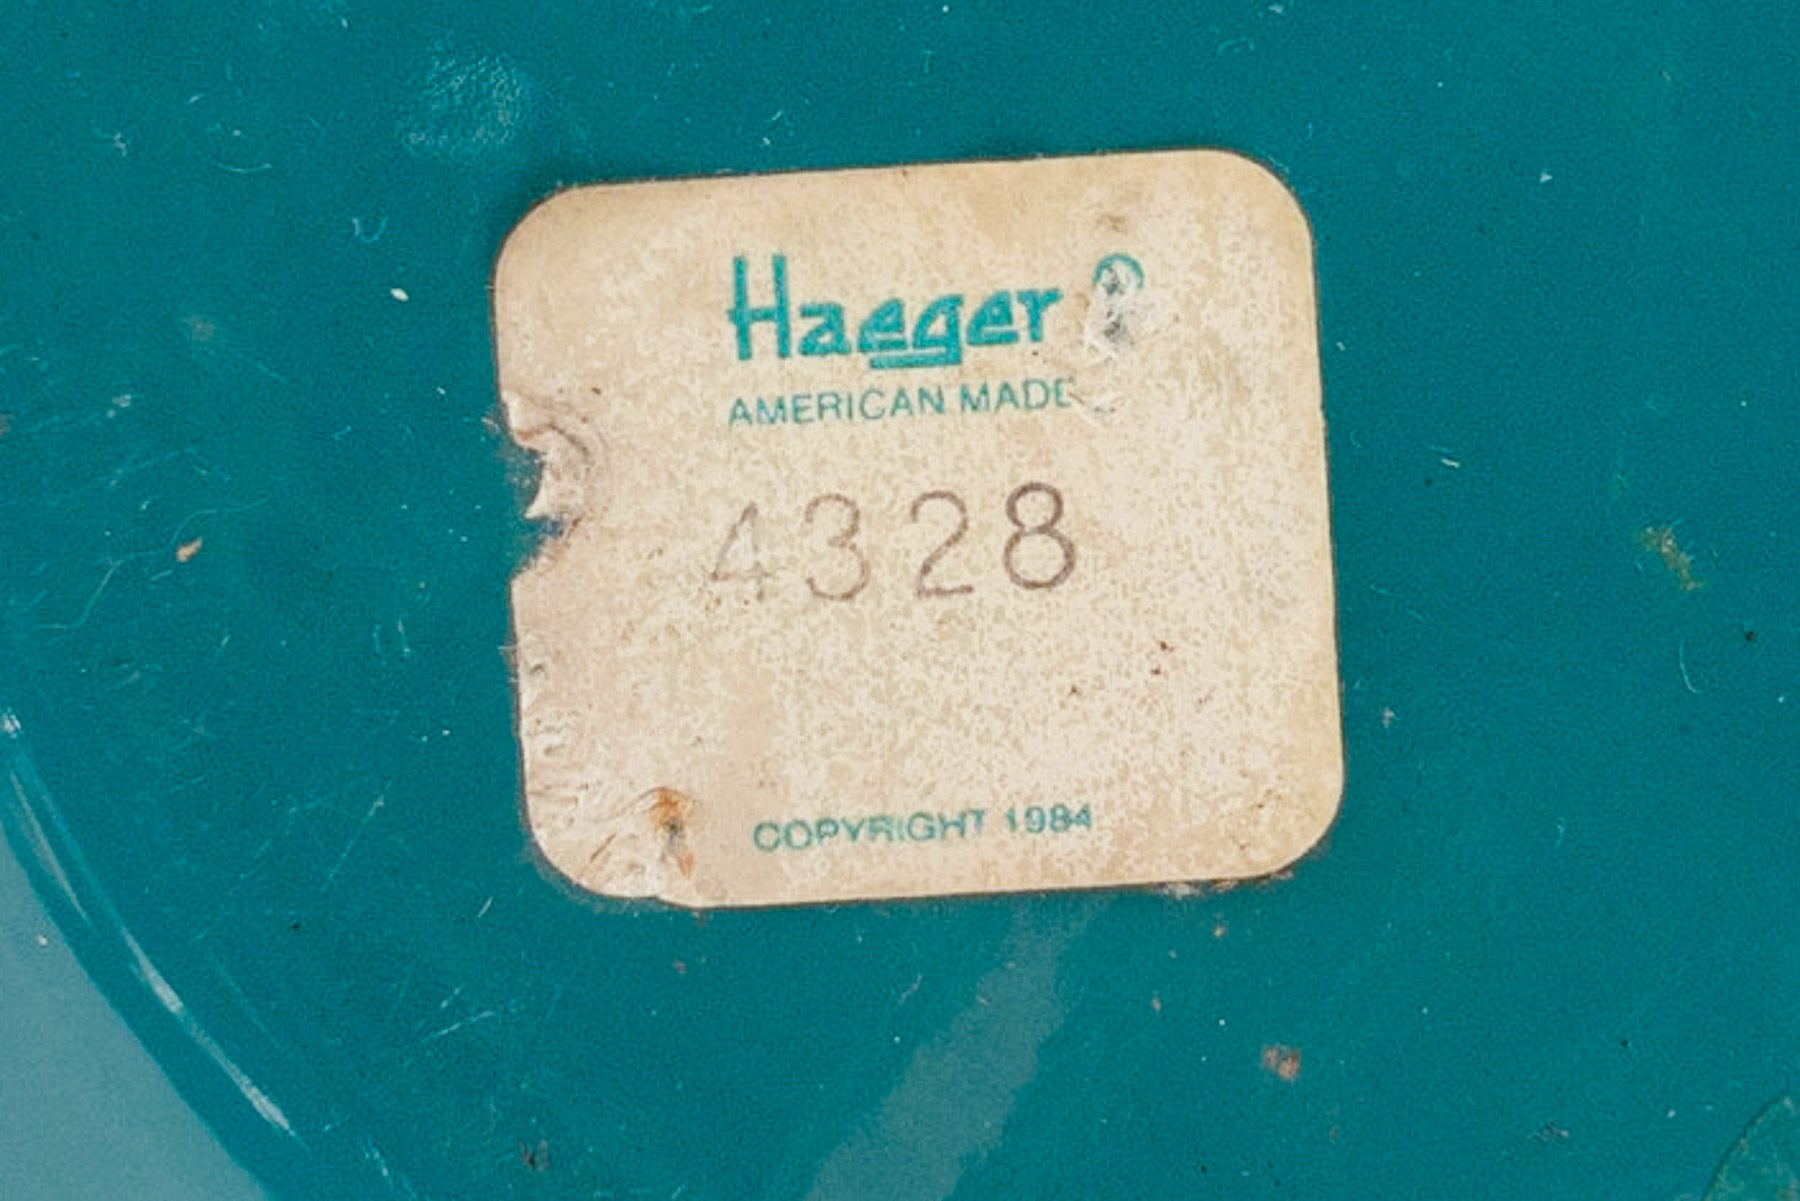 Haeger ®
AMERICAN MADE
4328
COPYRIGHT 1984